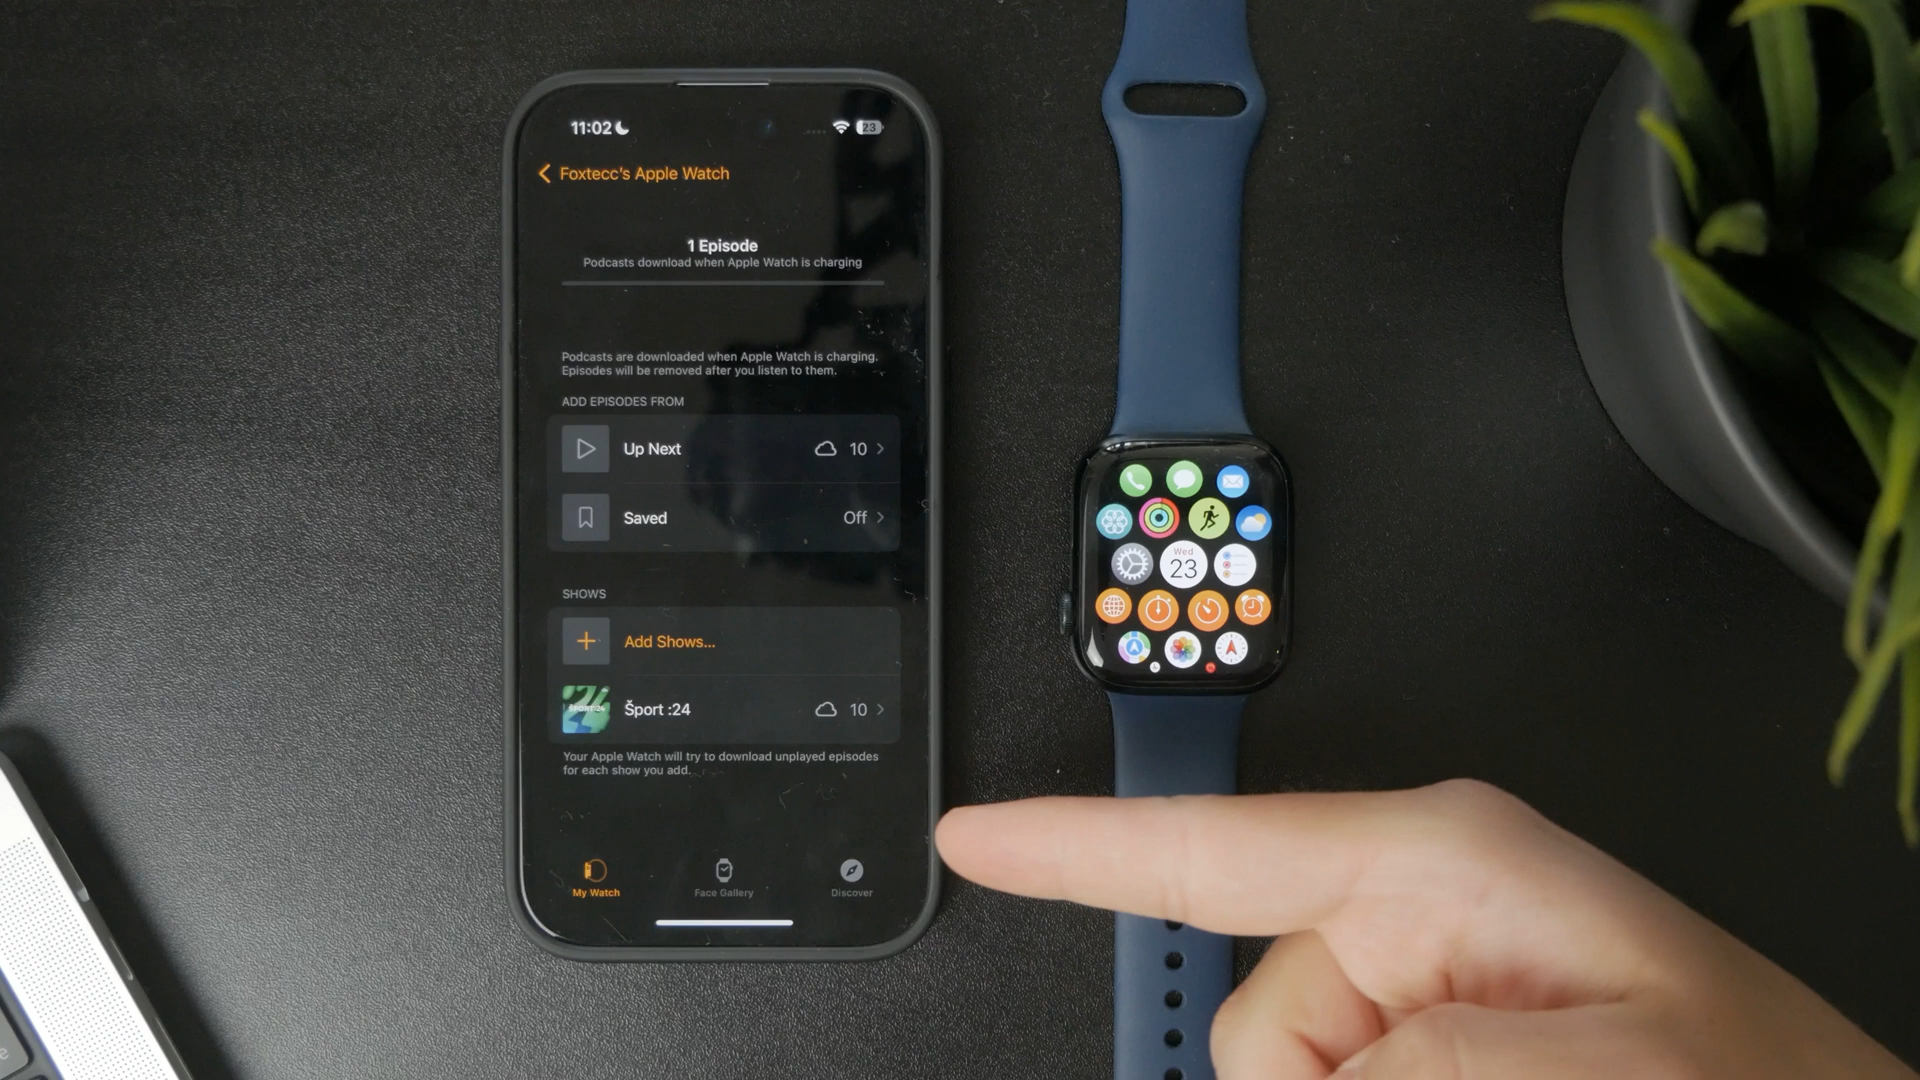 11:02
23
Foxtecc's Apple Watch
1 Episode
Podcasts download when Apple Watch is charging
Podcasts are downloaded when Apple Watch is charging.
Episodes will be removed after you listen to them.
ADD EPISODES FROM
Up Next
10
Saved
Off
SHOWS
Add Shows...
ŠPORT:24
Šport :24
10
Your Apple Watch will try to download unplayed episodes
for each show you add.
My Watch
Face Gallery
Discover
Wed
23